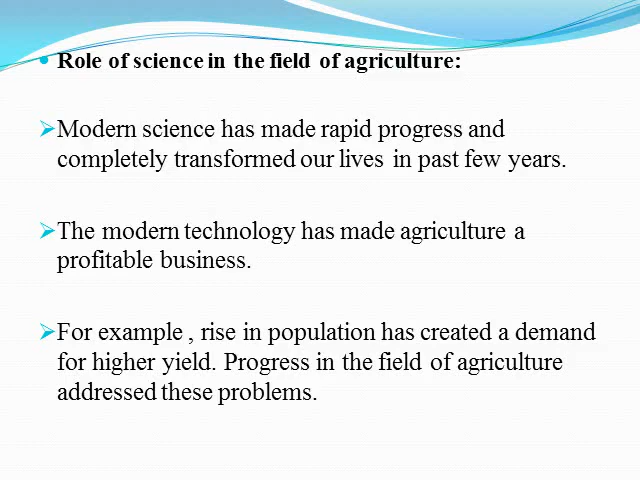 Role of science in the field of agriculture:
Modern science has made rapid progress and
completely transformed our lives in past few years.
The modern technology has made agriculture a
profitable business.
For example , rise in population has created a demand
for higher yield. Progress in the field of agriculture
addressed these problems.